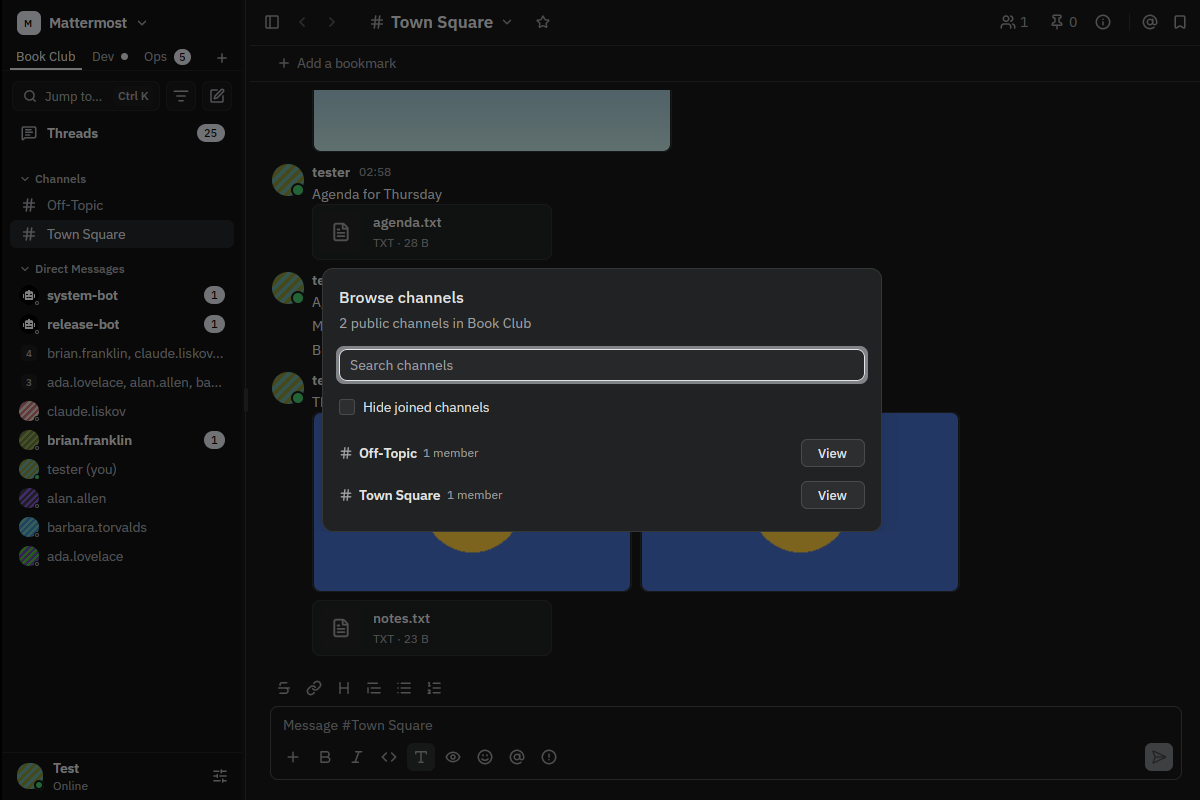 M Mattermost
Book Club Dev Ops 5
Jump to... Ctrl K
Threads 25
Channels
Off-Topic
Town Square
Direct Messages
system-bot 1
release-bot 1
4 brian.franklin, claude.liskov...
3 ada.lovelace, alan.allen, ba...
claude.liskov
brian.franklin 1
tester (you)
alan.allen
barbara.torvalds
ada.lovelace
Test
Online
Town Square
1
0
Add a bookmark
tester 02:58
Agenda for Thursday
agenda.txt
TXT · 28 B
te
A
M
B
te
Browse channels
2 public channels in Book Club
Search channels
Hide joined channels
Off-Topic 1 member View
Town Square 1 member View
notes.txt
TXT · 23 B
Message #Town Square